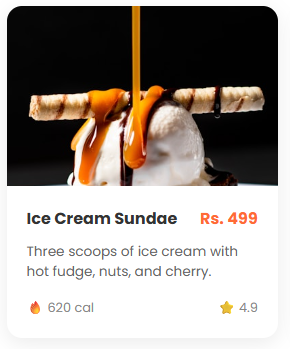 Ice Cream Sundae Rs. 499
Three scoops of ice cream with
hot fudge, nuts, and cherry.
620 cal 4.9